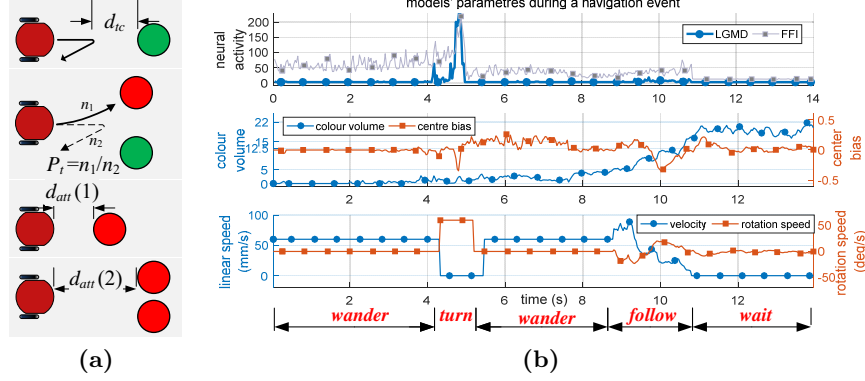 models' parametres during a navigation event
d_tc
n_1
n_2
P_t=n_1/n_2
d_att(1)
d_att(2)
(a)
neural
activity
200
150
100
50
0
LGMD
FFI
2 4 6 8 10 12 14
colour
volume
22
15
12.5
5
0
colour volume
centre bias
0.5
0
-0.5
center
bias
2 4 6 8 10 12
linear speed
(mm/s)
100
50
0
velocity
rotation speed
50
0
-50
rotation speed
(deg/s)
2 4 6 time (s) 8 10 12
wander turn wander follow wait
(b)